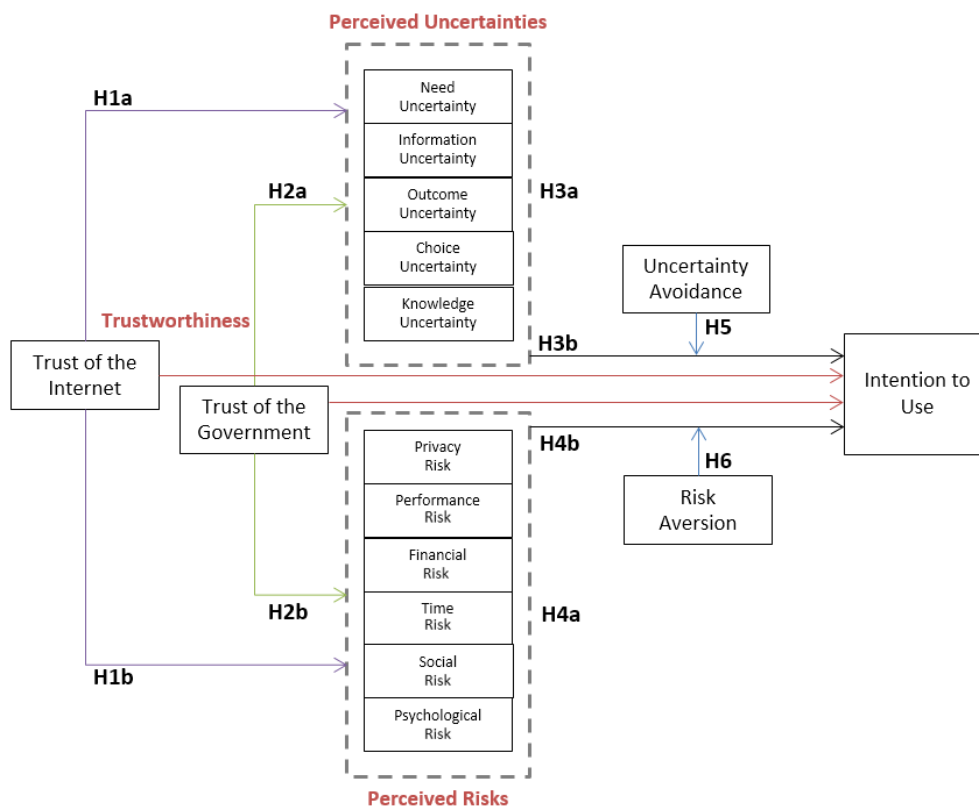 Perceived Uncertainties
H1a
Need
Uncertainty
Information
Uncertainty
H2a
Outcome
Uncertainty
H3a
Choice
Uncertainty
Knowledge
Uncertainty
Uncertainty
Avoidance
H5
Trustworthiness
H3b
Trust of the
Internet
Trust of the
Government
Intention to
Use
H4b
H6
Risk
Aversion
Privacy
Risk
Performance
Risk
Financial
Risk
H2b
Time
Risk
H4a
Social
Risk
H1b
Psychological
Risk
Perceived Risks